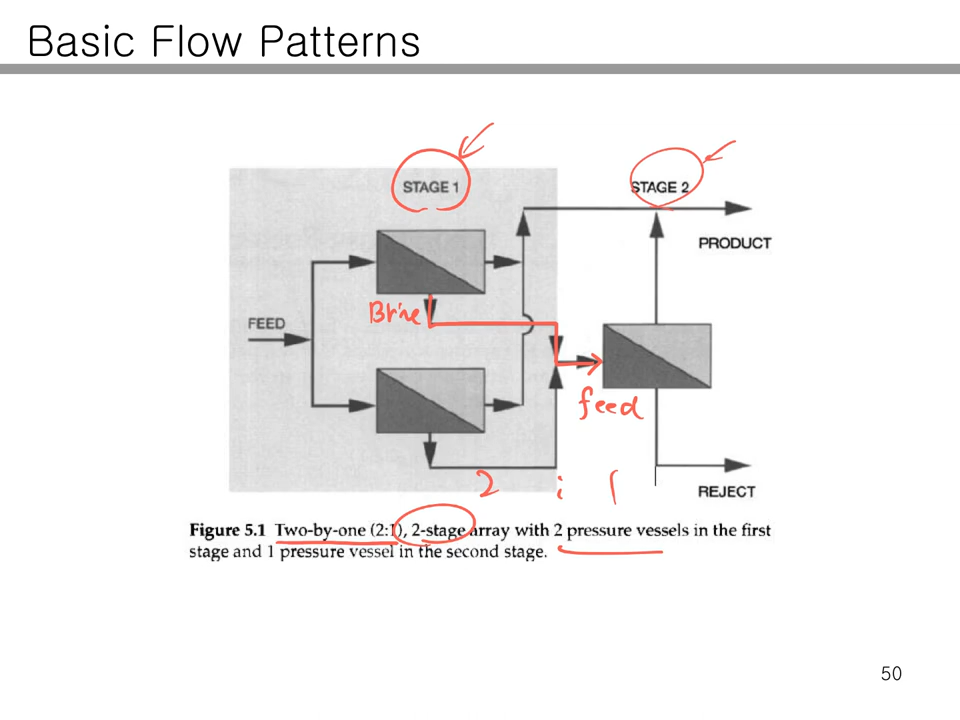 Basic Flow Patterns
STAGE 1
STAGE 2
PRODUCT
Brine
FEED
feed
2 : 1
REJECT
Figure 5.1 Two-by-one (2:1), 2-stage array with 2 pressure vessels in the first
stage and 1 pressure vessel in the second stage.
50